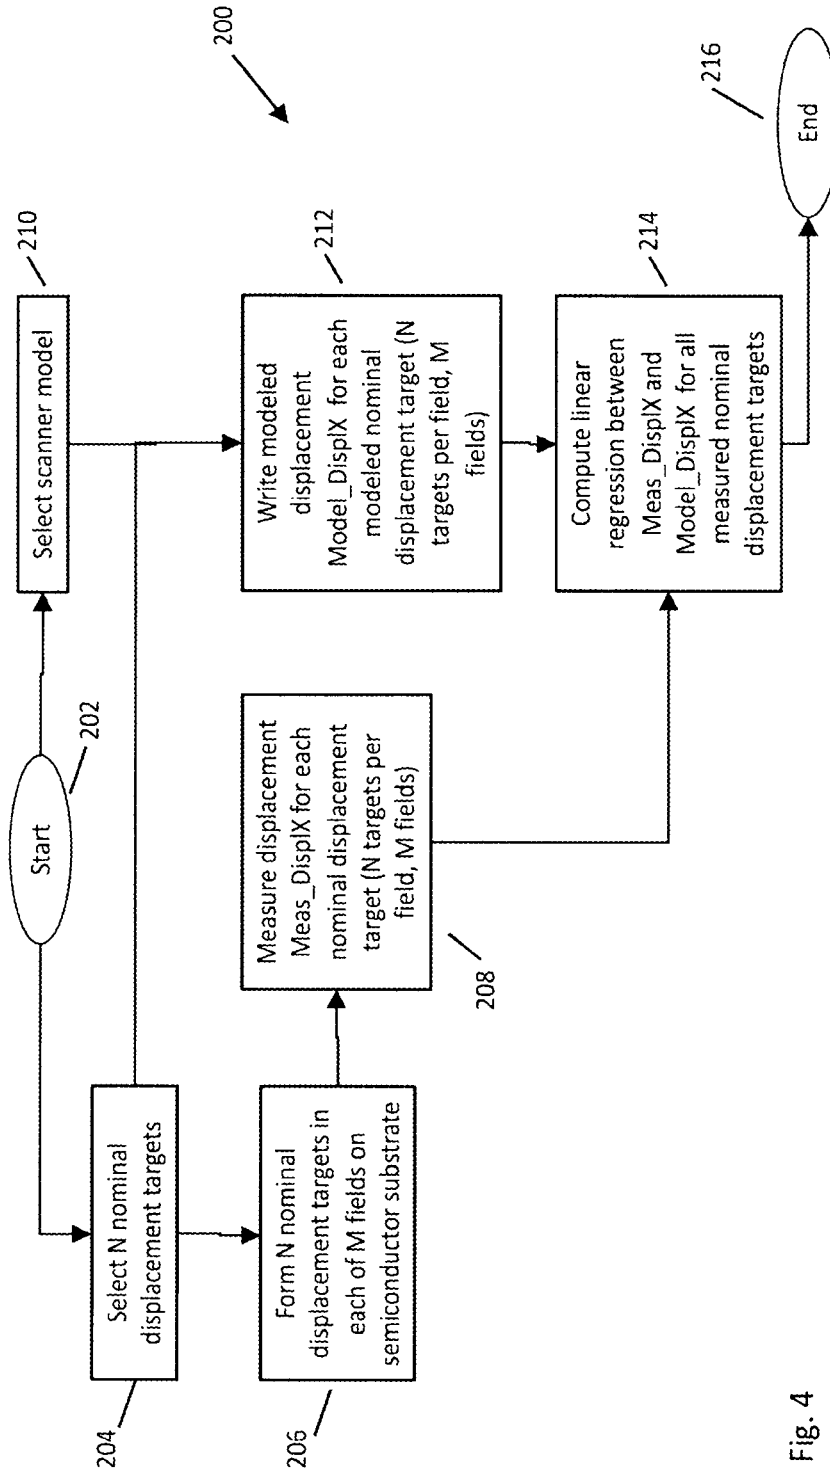 200
Start
202
Select scanner model
210
Select N nominal
displacement targets
204
Form N nominal
displacement targets in
each of M fields on
semiconductor substrate
206
Measure displacement
Meas_DisplX for each
nominal displacement
target (N targets per
field, M fields)
208
Write modeled
displacement
Model_DisplX for each
modeled nominal
displacement target (N
targets per field, M
fields)
212
Compute linear
regression between
Meas_DisplX and
Model_DisplX for all
measured nominal
displacement targets
214
End
216
Fig. 4